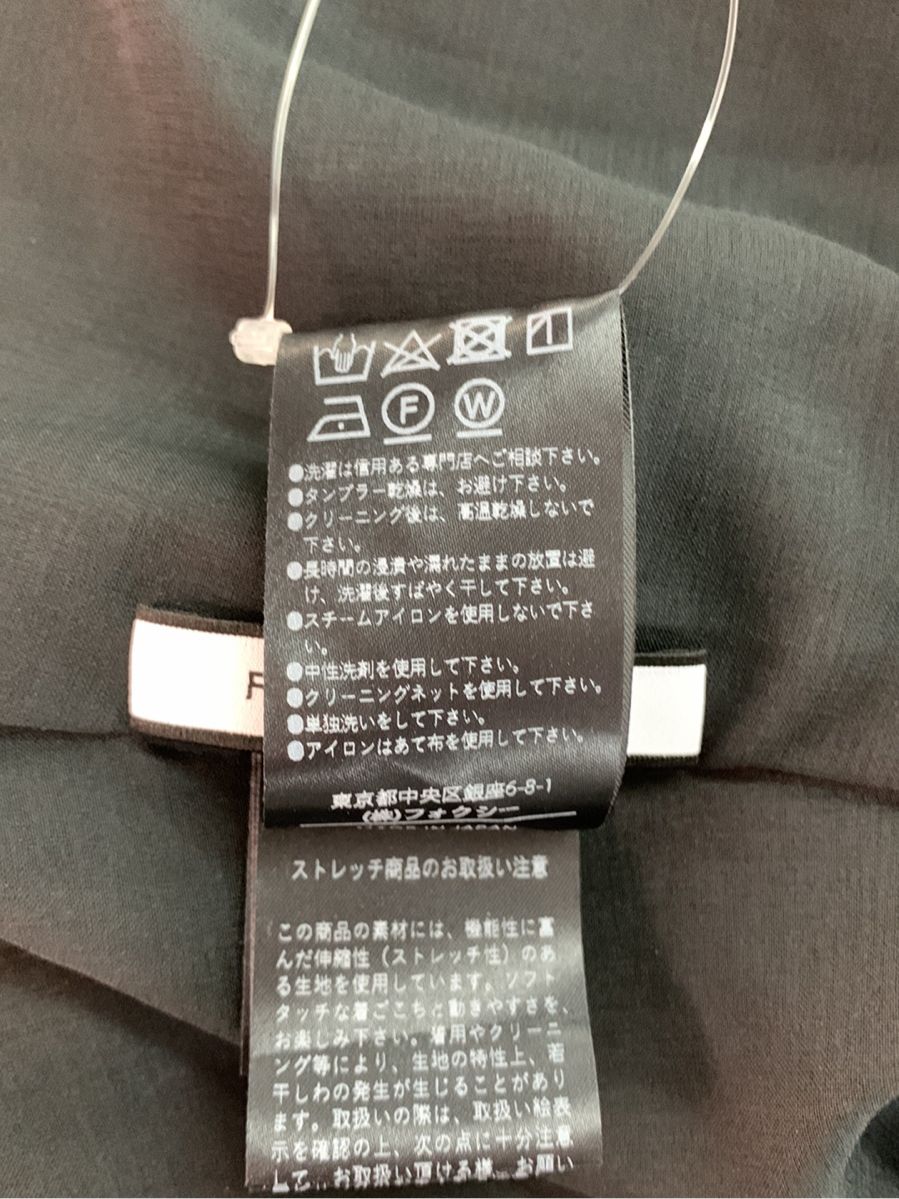 F
W
●洗濯は信用ある専門店へご相談下さい。
●タンブラー乾燥は、お避け下さい。
●クリーニング後は、高温乾燥しないで
下さい。
●長時間の浸漬や濡れたままの放置は避
け、洗濯後すばやく干して下さい。
●スチームアイロンを使用しないで下さ
い。
●中性洗剤を使用して下さい。
●クリーニングネットを使用して下さい。
●単独洗いをして下さい。
●アイロンはあて布を使用して下さい。
F
東京都中央区銀座6-8-1
(株)フォクシー
MADE IN JAPAN
ストレッチ商品のお取扱い注意
この商品の素材には、機能性に富
んだ伸縮性（ストレッチ性）のあ
る生地を使用しています。ソフト
タッチな着ごこちと動きやすさを、
お楽しみ下さい。着用やクリーニ
ング等により、生地の特性上、若
干しわの発生が生じることがあり
ます。取扱いの際は、取扱い絵表
示を確認の上、次の点に十分注意
して、お取扱い頂ける様、お願い